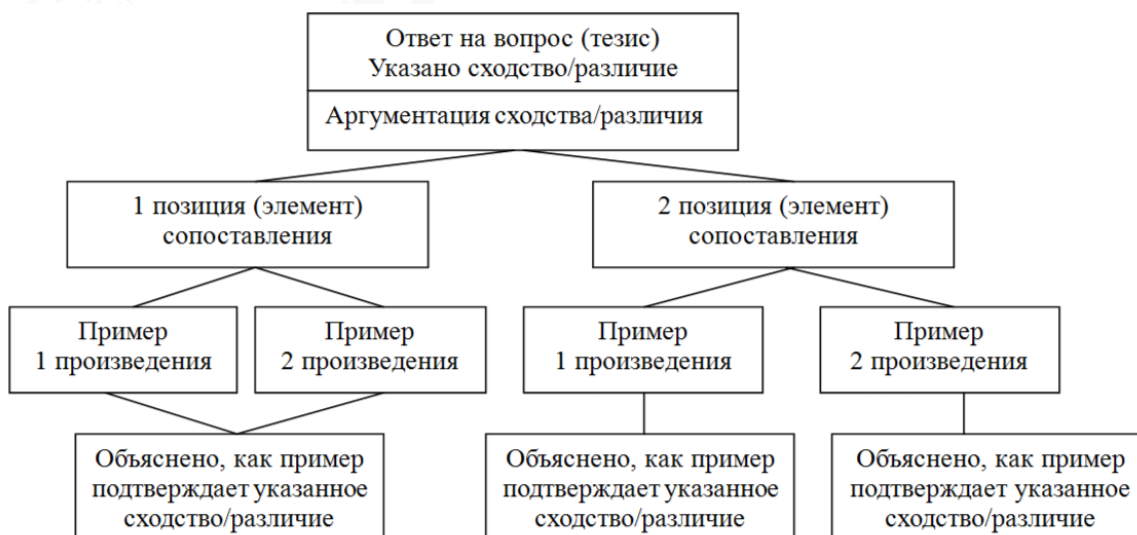 Ответ на вопрос (тезис)
Указано сходство/различие
Аргументация сходства/различия
1 позиция (элемент)
сопоставления
2 позиция (элемент)
сопоставления
Пример
1 произведения
Пример
2 произведения
Пример
1 произведения
Пример
2 произведения
Объяснено, как пример
подтверждает указанное
сходство/различие
Объяснено, как пример
подтверждает указанное
сходство/различие
Объяснено, как пример
подтверждает указанное
сходство/различие